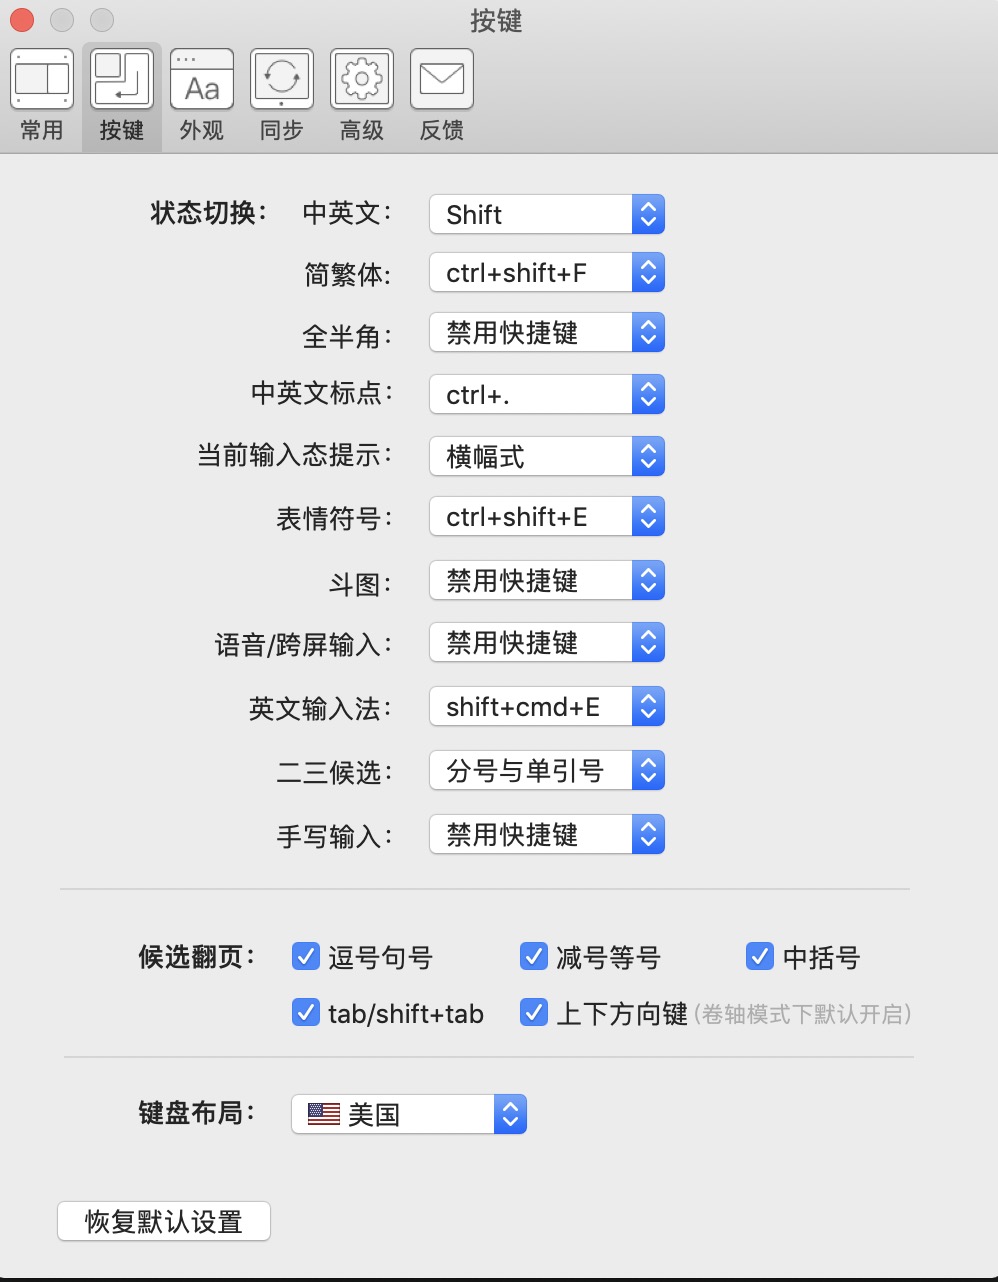 按键
常用 按键 外观 同步 高级 反馈
Aa
状态切换： 中英文： Shift
简繁体: ctrl+shift+F
全半角： 禁用快捷键
中英文标点： ctrl+.
当前输入态提示： 横幅式
表情符号： ctrl+shift+E
斗图： 禁用快捷键
语音/跨屏输入： 禁用快捷键
英文输入法： shift+cmd+E
二三候选： 分号与单引号
手写输入： 禁用快捷键
候选翻页： 逗号句号 减号等号 中括号
tab/shift+tab 上下方向键 (卷轴模式下默认开启)
键盘布局： 美国
恢复默认设置